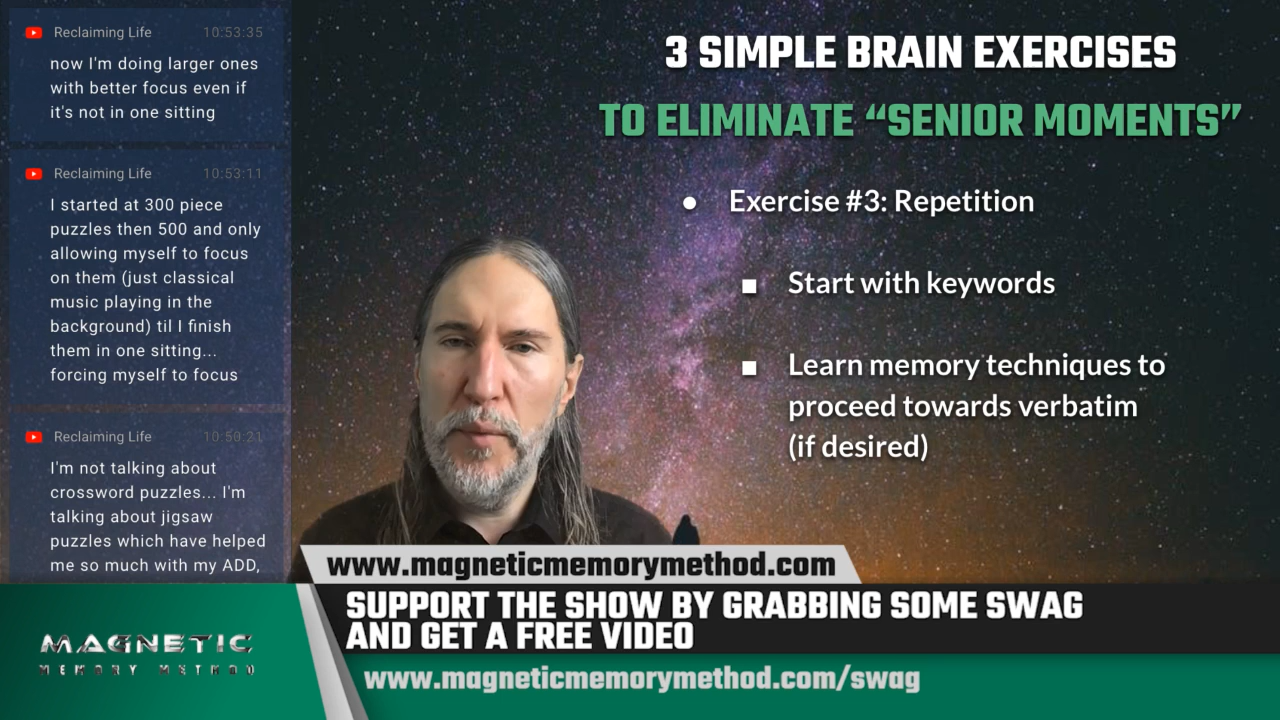 Reclaiming Life 10:53:35
now I'm doing larger ones
with better focus even if
it's not in one sitting
Reclaiming Life 10:53:11
I started at 300 piece
puzzles then 500 and only
allowing myself to focus
on them (just classical
music playing in the
background) til I finish
them in one sitting...
forcing myself to focus
Reclaiming Life 10:50:21
I'm not talking about
crossword puzzles... I'm
talking about jigsaw
puzzles which have helped
me so much with my ADD,
3 SIMPLE BRAIN EXERCISES
TO ELIMINATE “SENIOR MOMENTS”
● Exercise #3: Repetition
■ Start with keywords
■ Learn memory techniques to
proceed towards verbatim
(if desired)
www.magneticmemorymethod.com
SUPPORT THE SHOW BY GRABBING SOME SWAG
AND GET A FREE VIDEO
www.magneticmemorymethod.com/swag
MAGNETIC
MEMORY METHOD